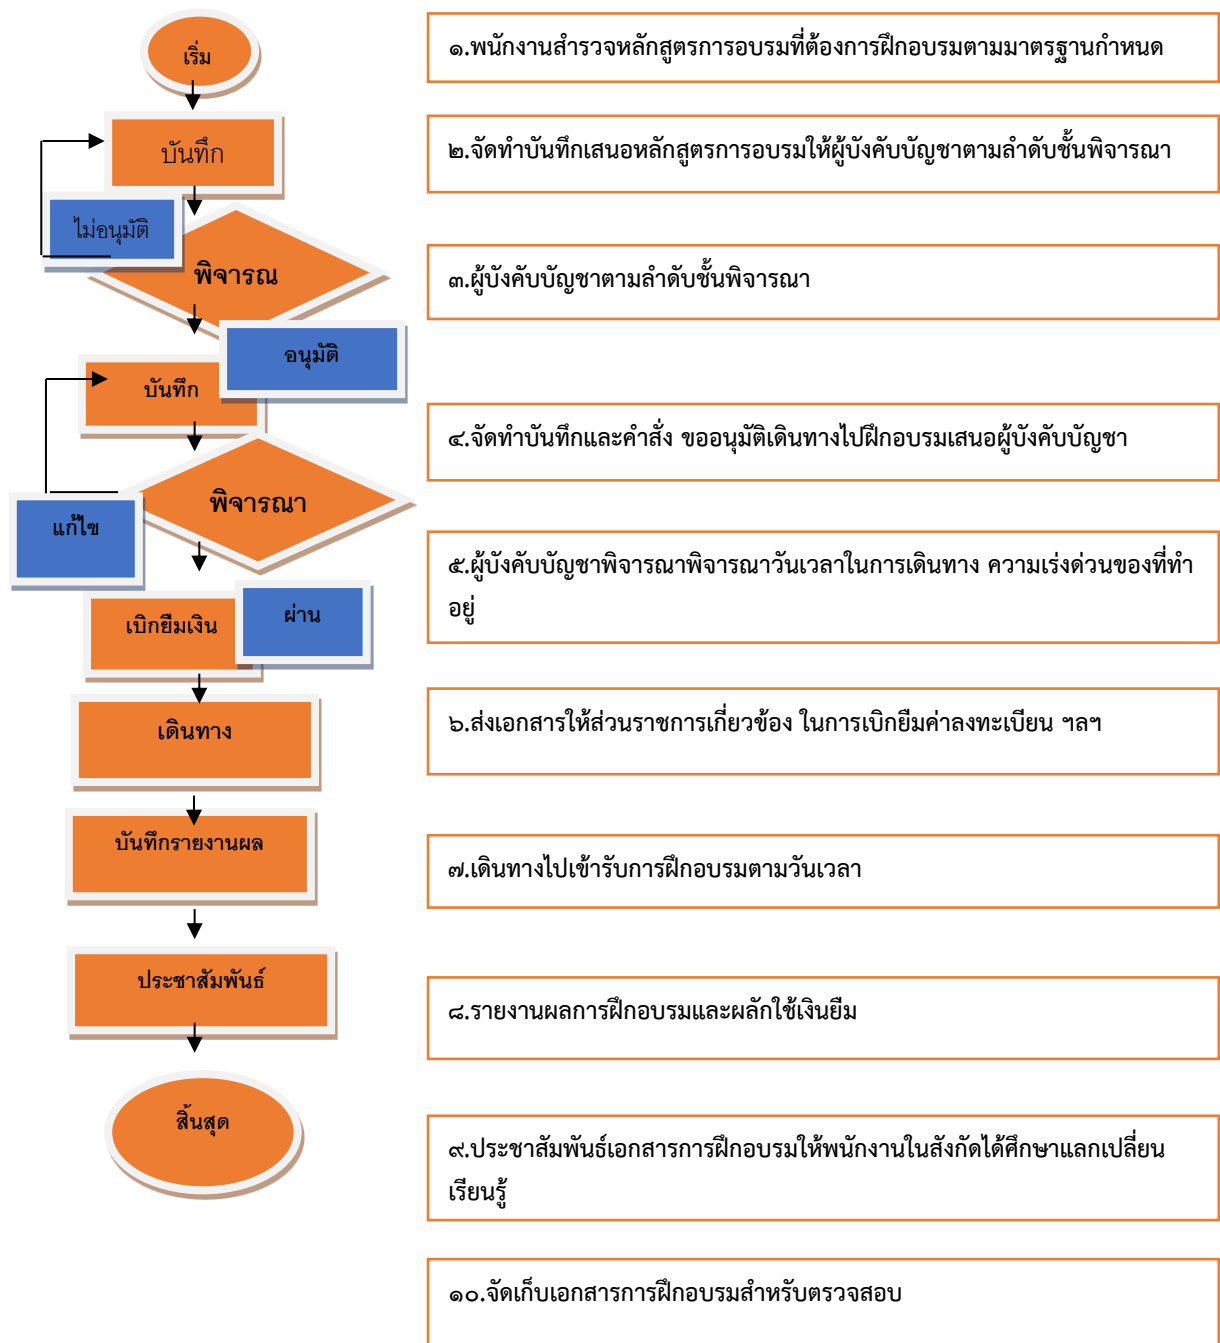 เริ่ม
๑.พนักงานสำรวจหลักสูตรการอบรมที่ต้องการฝึกอบรมตามมาตรฐานกำหนด
บันทึก
๒.จัดทำบันทึกเสนอหลักสูตรการอบรมให้ผู้บังคับบัญชาตามลำดับชั้นพิจารณา
ไม่อนุมัติ
พิจารณ
๓.ผู้บังคับบัญชาตามลำดับชั้นพิจารณา
อนุมัติ
บันทึก
๔.จัดทำบันทึกและคำสั่ง ขออนุมัติเดินทางไปฝึกอบรมเสนอผู้บังคับบัญชา
พิจารณา
แก้ไข
๕.ผู้บังคับบัญชาพิจารณาพิจารณาวันเวลาในการเดินทาง ความเร่งด่วนของที่ทำ
อยู่
ผ่าน
เบิกยืมเงิน
เดินทาง
๖.ส่งเอกสารให้ส่วนราชการเกี่ยวข้อง ในการเบิกยืมค่าลงทะเบียน ฯลฯ
บันทึกรายงานผล
๗.เดินทางไปเข้ารับการฝึกอบรมตามวันเวลา
ประชาสัมพันธ์
๘.รายงานผลการฝึกอบรมและผลักใช้เงินยืม
สิ้นสุด
๙.ประชาสัมพันธ์เอกสารการฝึกอบรมให้พนักงานในสังกัดได้ศึกษาแลกเปลี่ยน
เรียนรู้
๑๐.จัดเก็บเอกสารการฝึกอบรมสำหรับตรวจสอบ